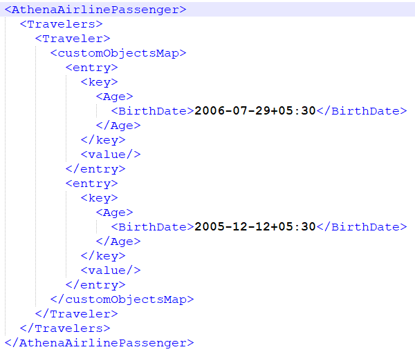 <AthenaAirlinePassenger>
<Travelers>
<Traveler>
<customObjectsMap>
<entry>
<key>
<Age>
<BirthDate>2006-07-29+05:30</BirthDate>
</Age>
</key>
<value/>
</entry>
<entry>
<key>
<Age>
<BirthDate>2005-12-12+05:30</BirthDate>
</Age>
</key>
<value/>
</entry>
</customObjectsMap>
</Traveler>
</Travelers>
</AthenaAirlinePassenger>